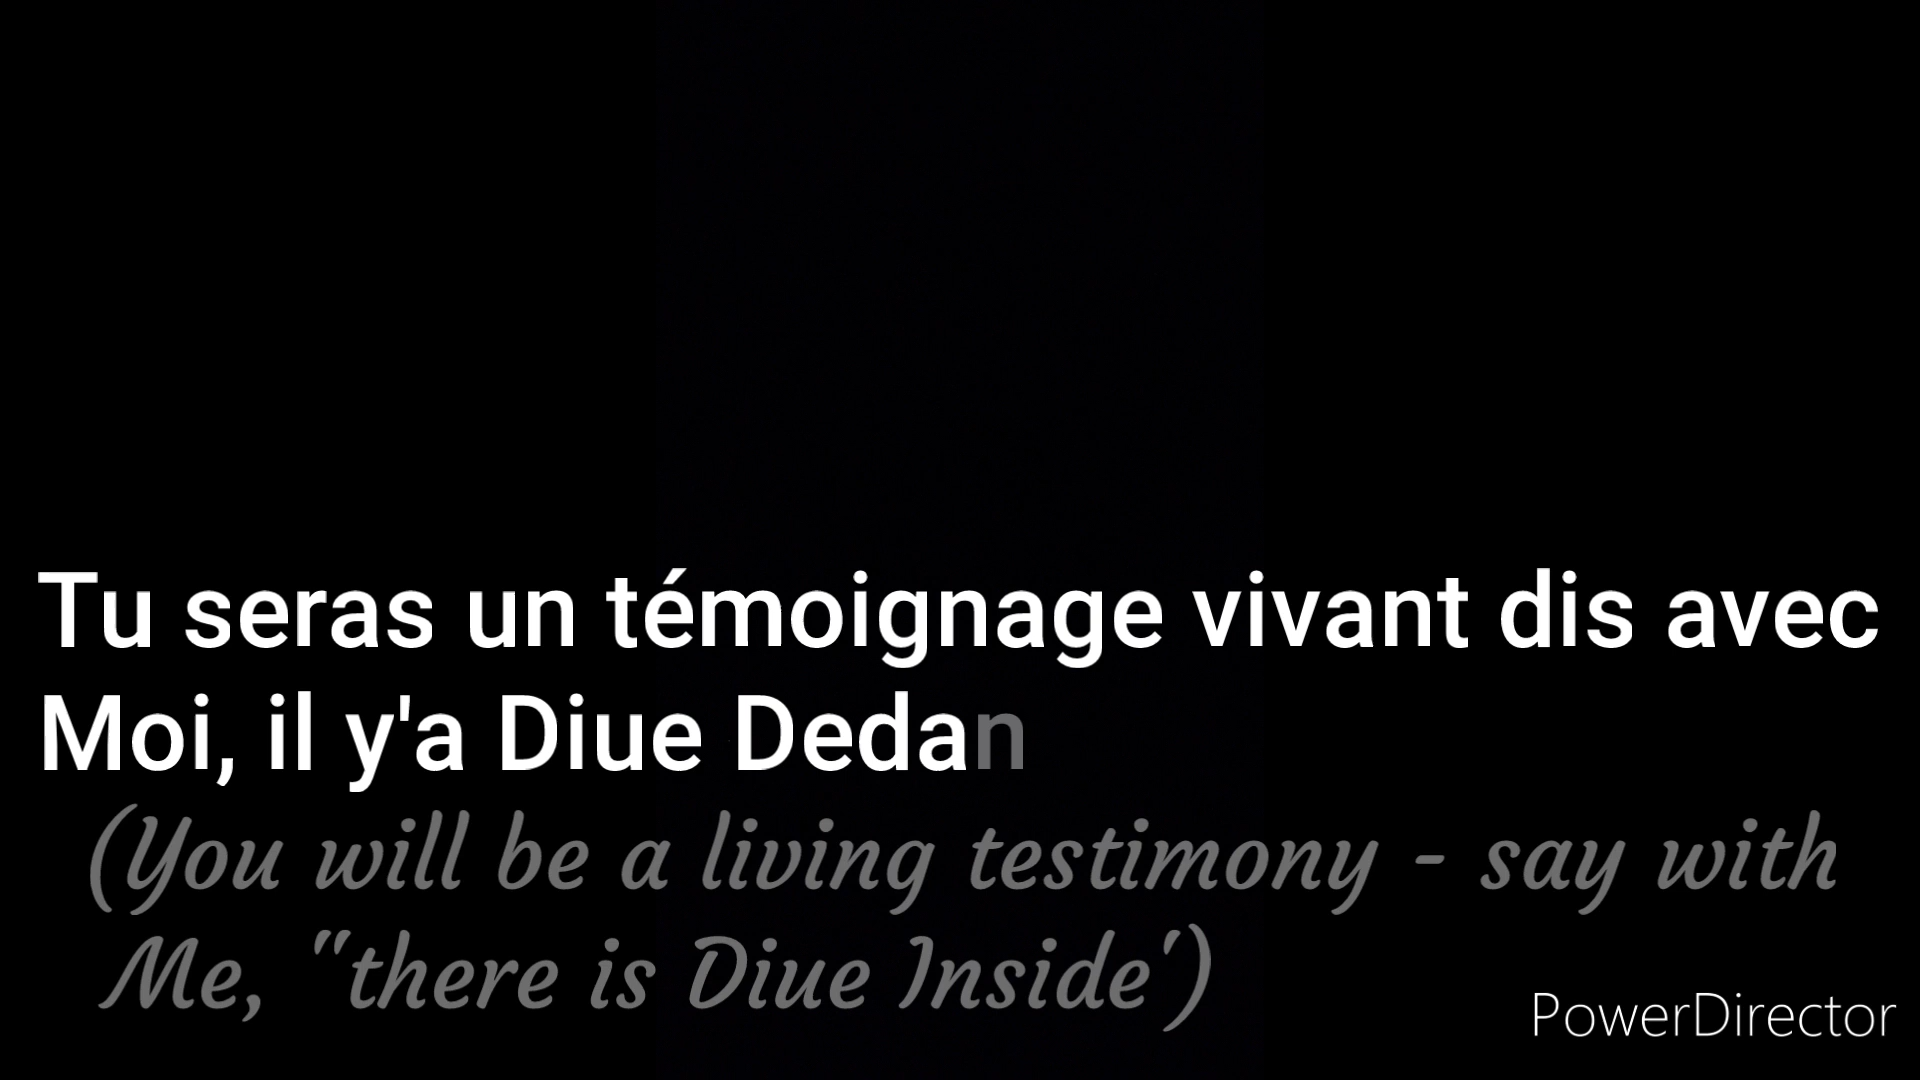 Tu seras un témoignage vivant dis avec
Moi, il y'a Diue Dedan
(You will be a living testimony - say with
Me, "there is Diue Inside')
PowerDirector